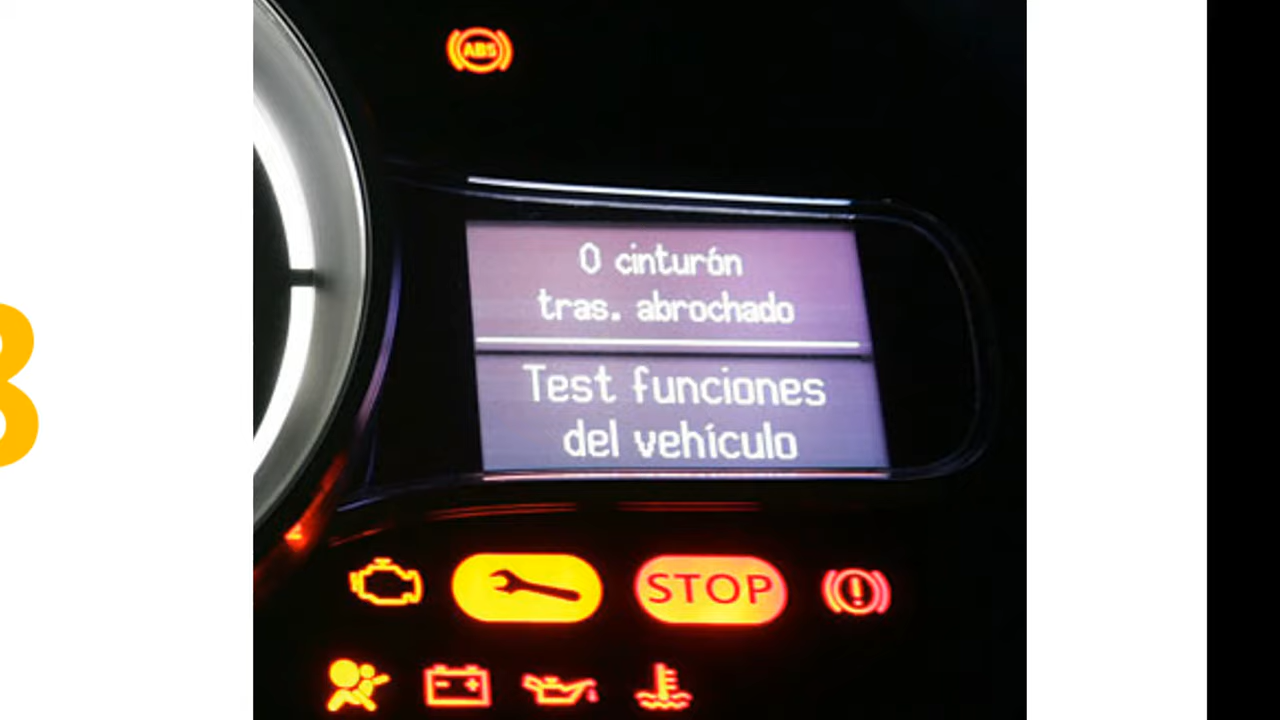 ABS
0 cinturón
tras. abrochado
Test funciones
del vehículo
STOP